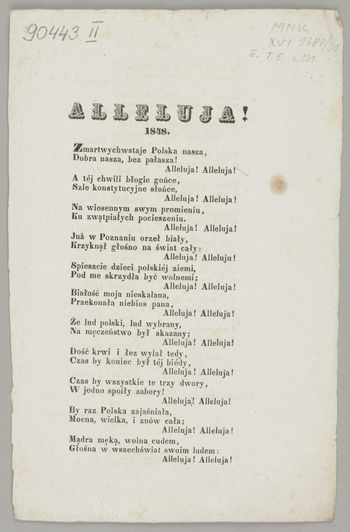 90443 II
MNK
XVI 5689/31
E. T. 5. s. 321
ALLELUJA!
1848.
Zmartwychwstaje Polska nasza,
Dobra nasza, bez pałasza!
Alleluja! Alleluja!
A téj chwili błogie gońce,
Szle konstytucyjne słońce,
Alleluja! Alleluja!
Na wiosennym swym promieniu,
Ku zwątpiałych pocieszeniu.
Alleluja! Alleluja!
Już w Poznaniu orzeł biały,
Krzyknął głośno na świat cały:
Alleluja! Alleluju!
Spieszcie dzieci polskiéj ziemi,
Pod me skrzydła być wolnemi;
Alleluja! Alleluja!
Białość moja nieskalana,
Przekonała niebios pana,
Alleluja! Alleluja!
Że lud polski, lud wybrany,
Na męczeństwo był skazany;
Alleluja! Alleluja!
Dość krwi i łez wylał tedy,
Czas by koniec był téj biédy,
Alleluja! Alleluja!
Czas by wszystkie te trzy dwory,
W jedno spoiły zabory!
Alleluja! Alleluja!
By raz Polska zajaśniała,
Mocna, wielka, i znów cała;
Alleluja! Alleluja!
Mądra męką, wolna cudem,
Głośna w wszechświat swoim ludem:
Alleluja! Alleluja!